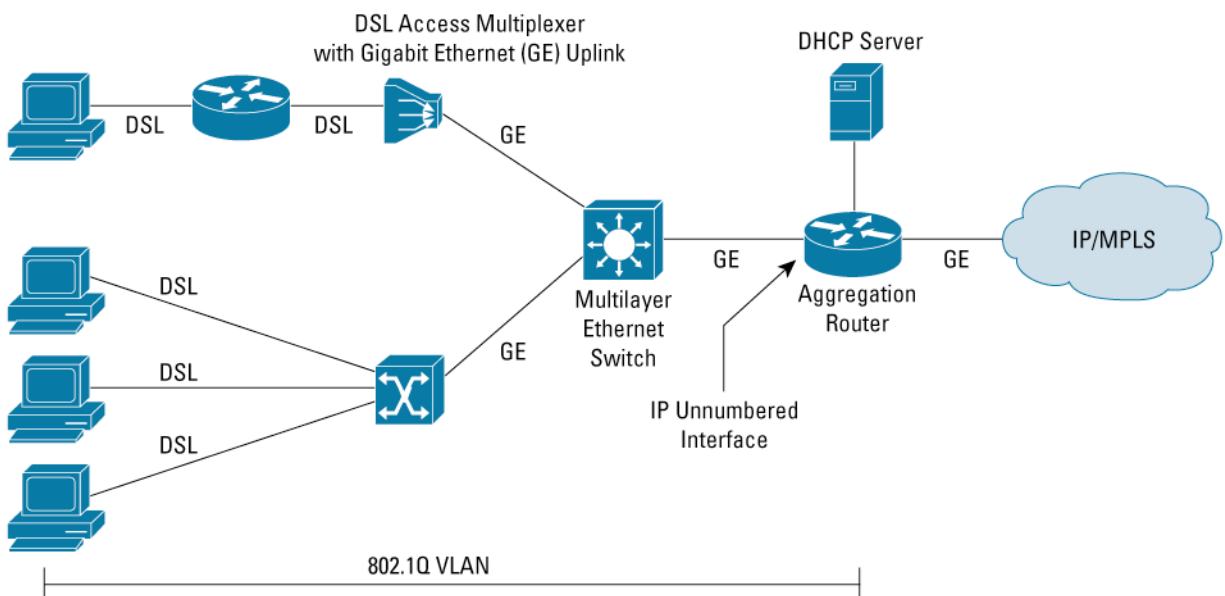 DSL Access Multiplexer
with Gigabit Ethernet (GE) Uplink
DHCP Server
DSL
DSL
GE
DSL
GE
GE
IP/MPLS
Multilayer
Ethernet
Switch
Aggregation
Router
DSL
GE
IP Unnumbered
Interface
DSL
802.1Q VLAN